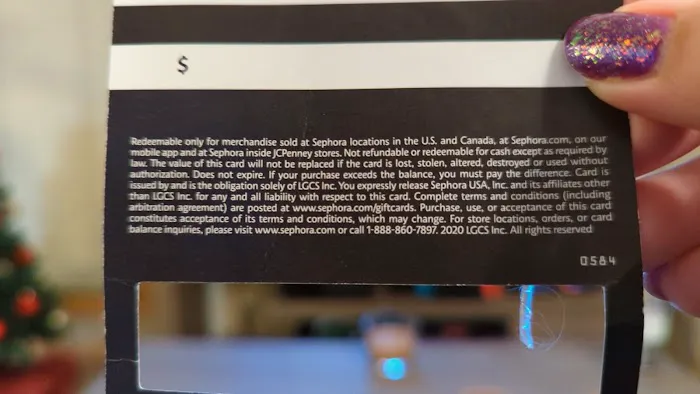 $
Redeemable only for merchandise sold at Sephora locations in the U.S. and Canada, at Sephora.com, on our
mobile app and at Sephora inside JCPenney stores. Not refundable or redeemable for cash except as required by
law. The value of this card will not be replaced if the card is lost, stolen, altered, destroyed or used without
authorization. Does not expire. If your purchase exceeds the balance, you must pay the difference. Card is
issued by and is the obligation solely of LGCS Inc. You expressly release Sephora USA, Inc. and its affiliates other
than LGCS Inc. for any and all liability with respect to this card. Complete terms and conditions (including
arbitration agreement) are posted at www.sephora.com/giftcards. Purchase, use, or acceptance of this card
constitutes acceptance of its terms and conditions, which may change. For store locations, orders, or card
balance inquiries, please visit www.sephora.com or call 1-888-860-7897. 2020 LGCS Inc. All rights reserved
0584